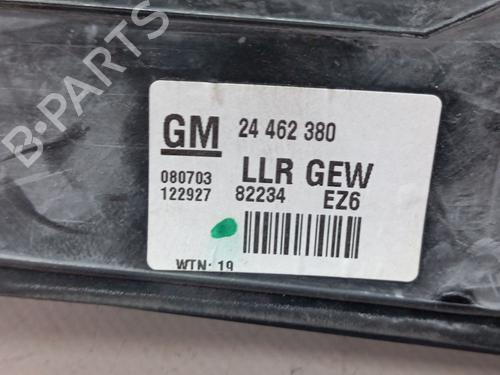 B-PARTS
GM 24 462 380
080703 LLR GEW
122927 82234 EZ6
WTN: 19